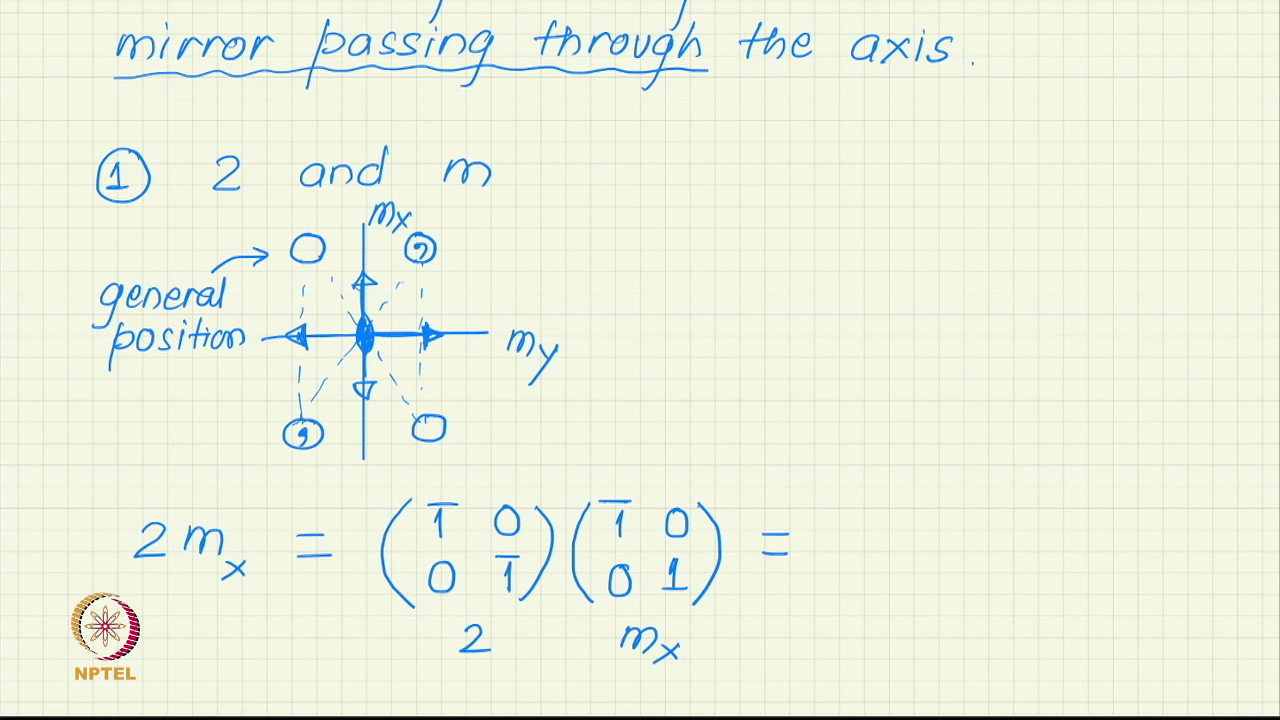 mirror passing through the axis.
① 2 and m
mx
general
position
my
2mₓ = (1̅ 0) (1̅ 0) =
(0 1̅) (0 1)
2 mx
NPTEL